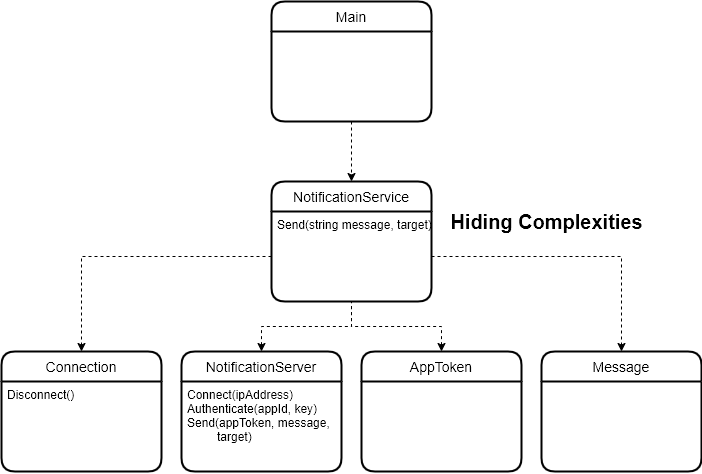 Main
NotificationService
Send(string message, target)
Hiding Complexities
Connection
Disconnect()
NotificationServer
Connect(ipAddress)
Authenticate(appId, key)
Send(appToken, message,
target)
AppToken
Message